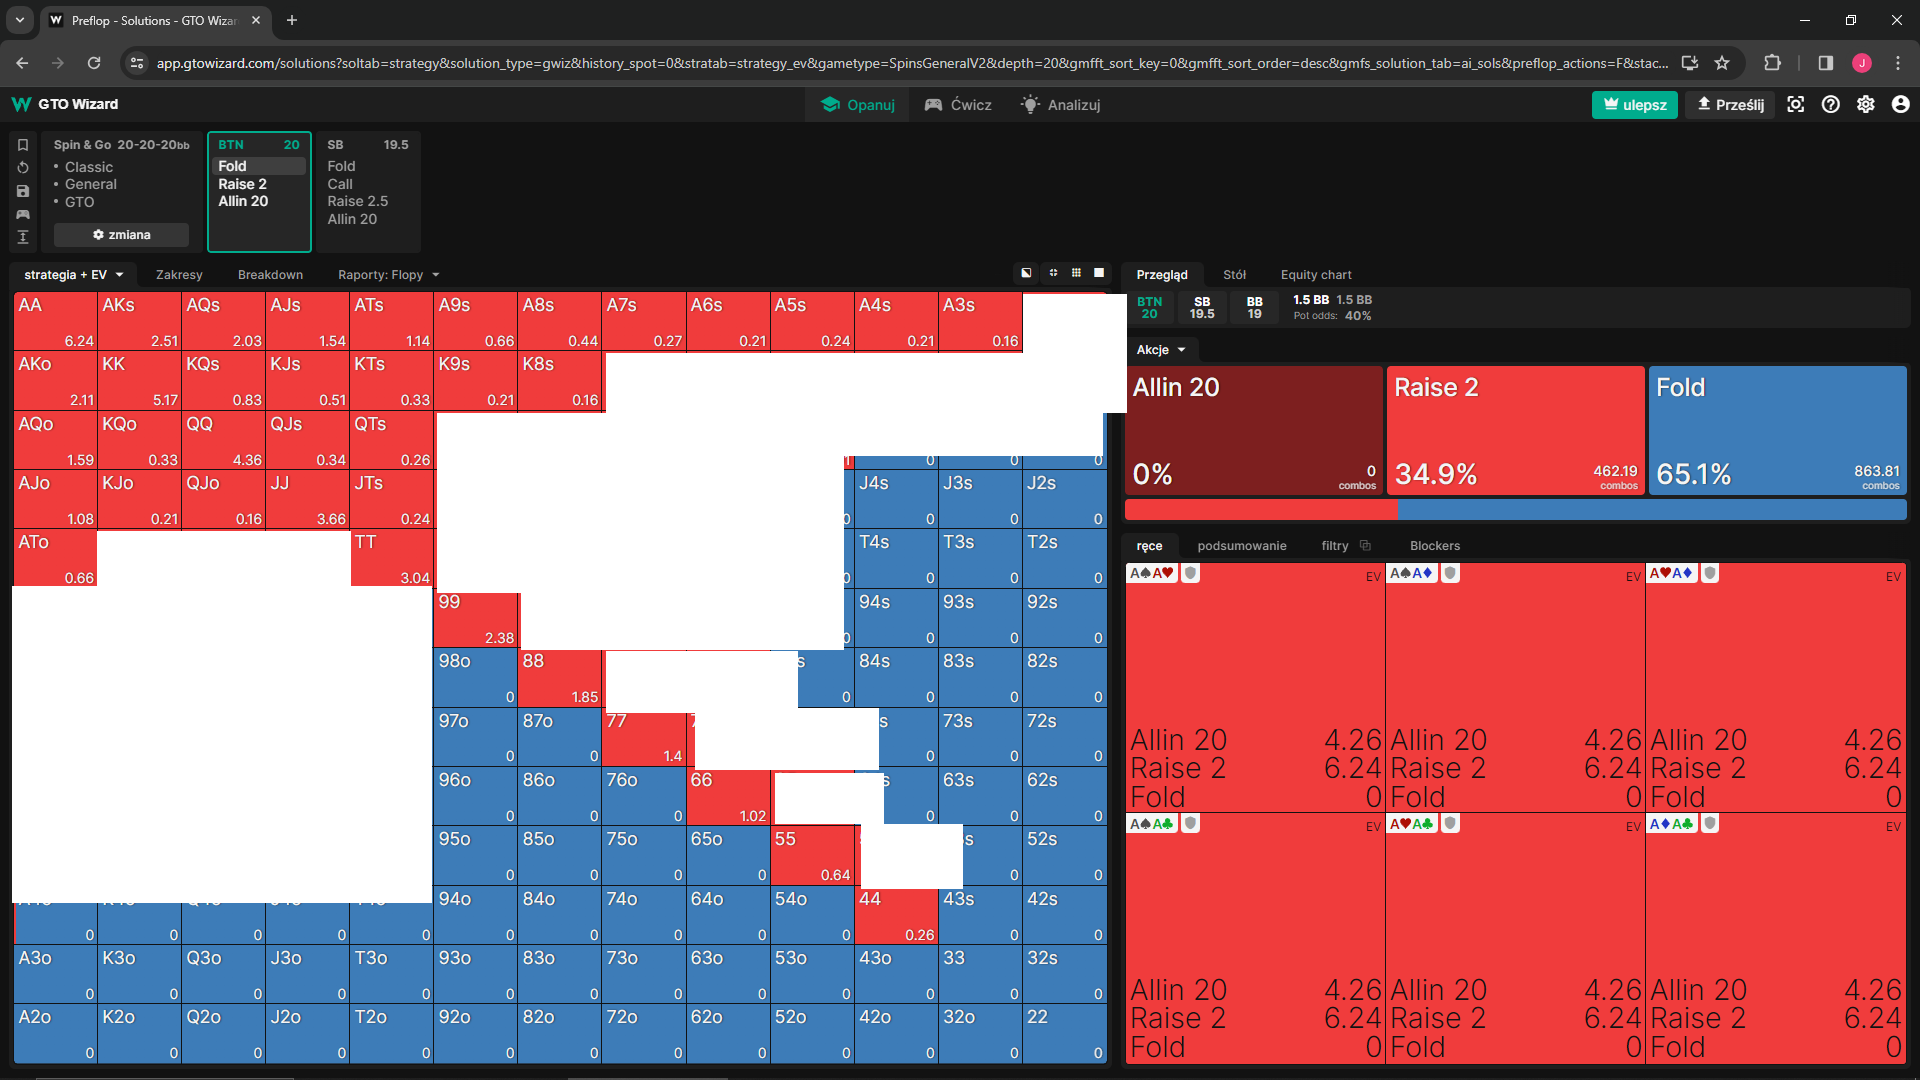 Preflop - Solutions - GTO Wizar
app.gtowizard.com/solutions?soltab=strategy&solution_type=gwiz&history_spot=0&stratab=strategy_ev&gametype=SpinsGeneralV2&depth=20&gmfft_sort_key=0&gmfft_sort_order=desc&gmfs_solution_tab=ai_sols&preflop_actions=F&stac...
J
GTO Wizard
Opanuj
Ćwicz
Analizuj
ulepsz
Prześlij
Spin & Go 20-20-20bb
• Classic
• General
• GTO
zmiana
BTN 20
Fold
Raise 2
Allin 20
SB 19.5
Fold
Call
Raise 2.5
Allin 20
strategia + EV
Zakresy
Breakdown
Raporty: Flopy
AA AKs AQs AJs ATs A9s A8s A7s A6s A5s A4s A3s
6.24 2.51 2.03 1.54 1.14 0.66 0.44 0.27 0.21 0.24 0.21 0.16
AKo KK KQs KJs KTs K9s K8s
2.11 5.17 0.83 0.51 0.33 0.21 0.16
AQo KQo QQ QJs QTs
1.59 0.33 4.36 0.34 0.26 0 0 0
AJo KJo QJo JJ JTs J4s J3s J2s
1.08 0.21 0.16 3.66 0.24 0 0 0 0
ATo TT T4s T3s T2s
0.66 3.04 0 0 0 0
99 94s 93s 92s
2.38 0 0 0 0
98o 88 s 84s 83s 82s
0 1.85 0 0 0 0
97o 87o 77 s 73s 72s
0 0 1.4 0 0 0
96o 86o 76o 66 s 63s 62s
0 0 0 1.02 0 0 0
95o 85o 75o 65o 55 s 52s
0 0 0 0 0.64 0 0
94o 84o 74o 64o 54o 44 43s 42s
0 0 0 0 0 0 0 0 0 0 0.26 0 0
A3o K3o Q3o J3o T3o 93o 83o 73o 63o 53o 43o 33 32s
0 0 0 0 0 0 0 0 0 0 0 0 0
A2o K2o Q2o J2o T2o 92o 82o 72o 62o 52o 42o 32o 22
0 0 0 0 0 0 0 0 0 0 0 0 0
Przegląd
Stół
Equity chart
BTN 20
SB 19.5
BB 19
1.5 BB 1.5 BB
Pot odds: 40%
Akcje
Allin 20
0% 0 combos
Raise 2
34.9% 462.19 combos
Fold
65.1% 863.81 combos
ręce
podsumowanie
filtry
Blockers
A♠A♥ EV
Allin 20 4.26
Raise 2 6.24
Fold 0
A♠A♦ EV
Allin 20 4.26
Raise 2 6.24
Fold 0
A♥A♦ EV
Allin 20 4.26
Raise 2 6.24
Fold 0
A♠A♣ EV
Allin 20 4.26
Raise 2 6.24
Fold 0
A♥A♣ EV
Allin 20 4.26
Raise 2 6.24
Fold 0
A♦A♣ EV
Allin 20 4.26
Raise 2 6.24
Fold 0